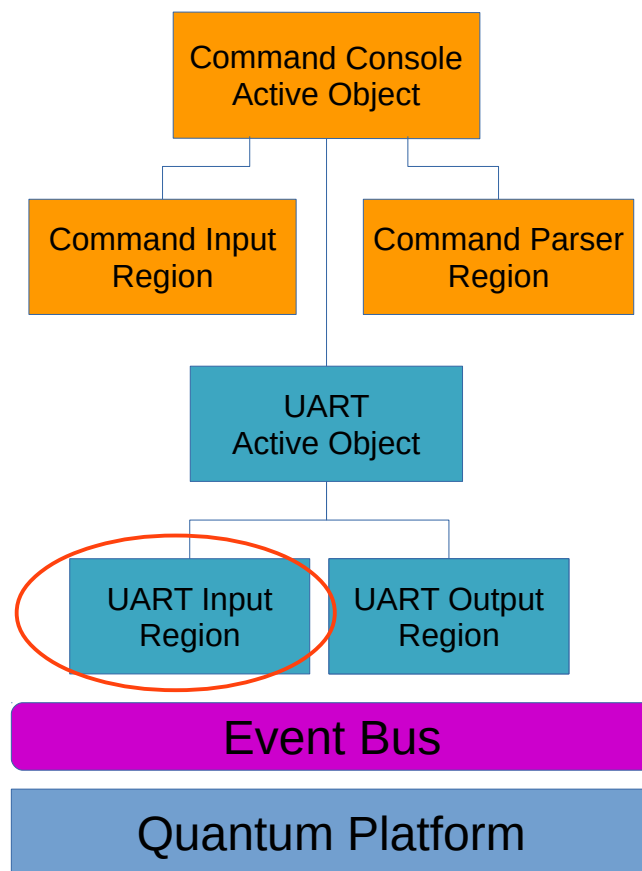 Command Console
Active Object
Command Input
Region
Command Parser
Region
UART
Active Object
UART Input
Region
UART Output
Region
Event Bus
Quantum Platform